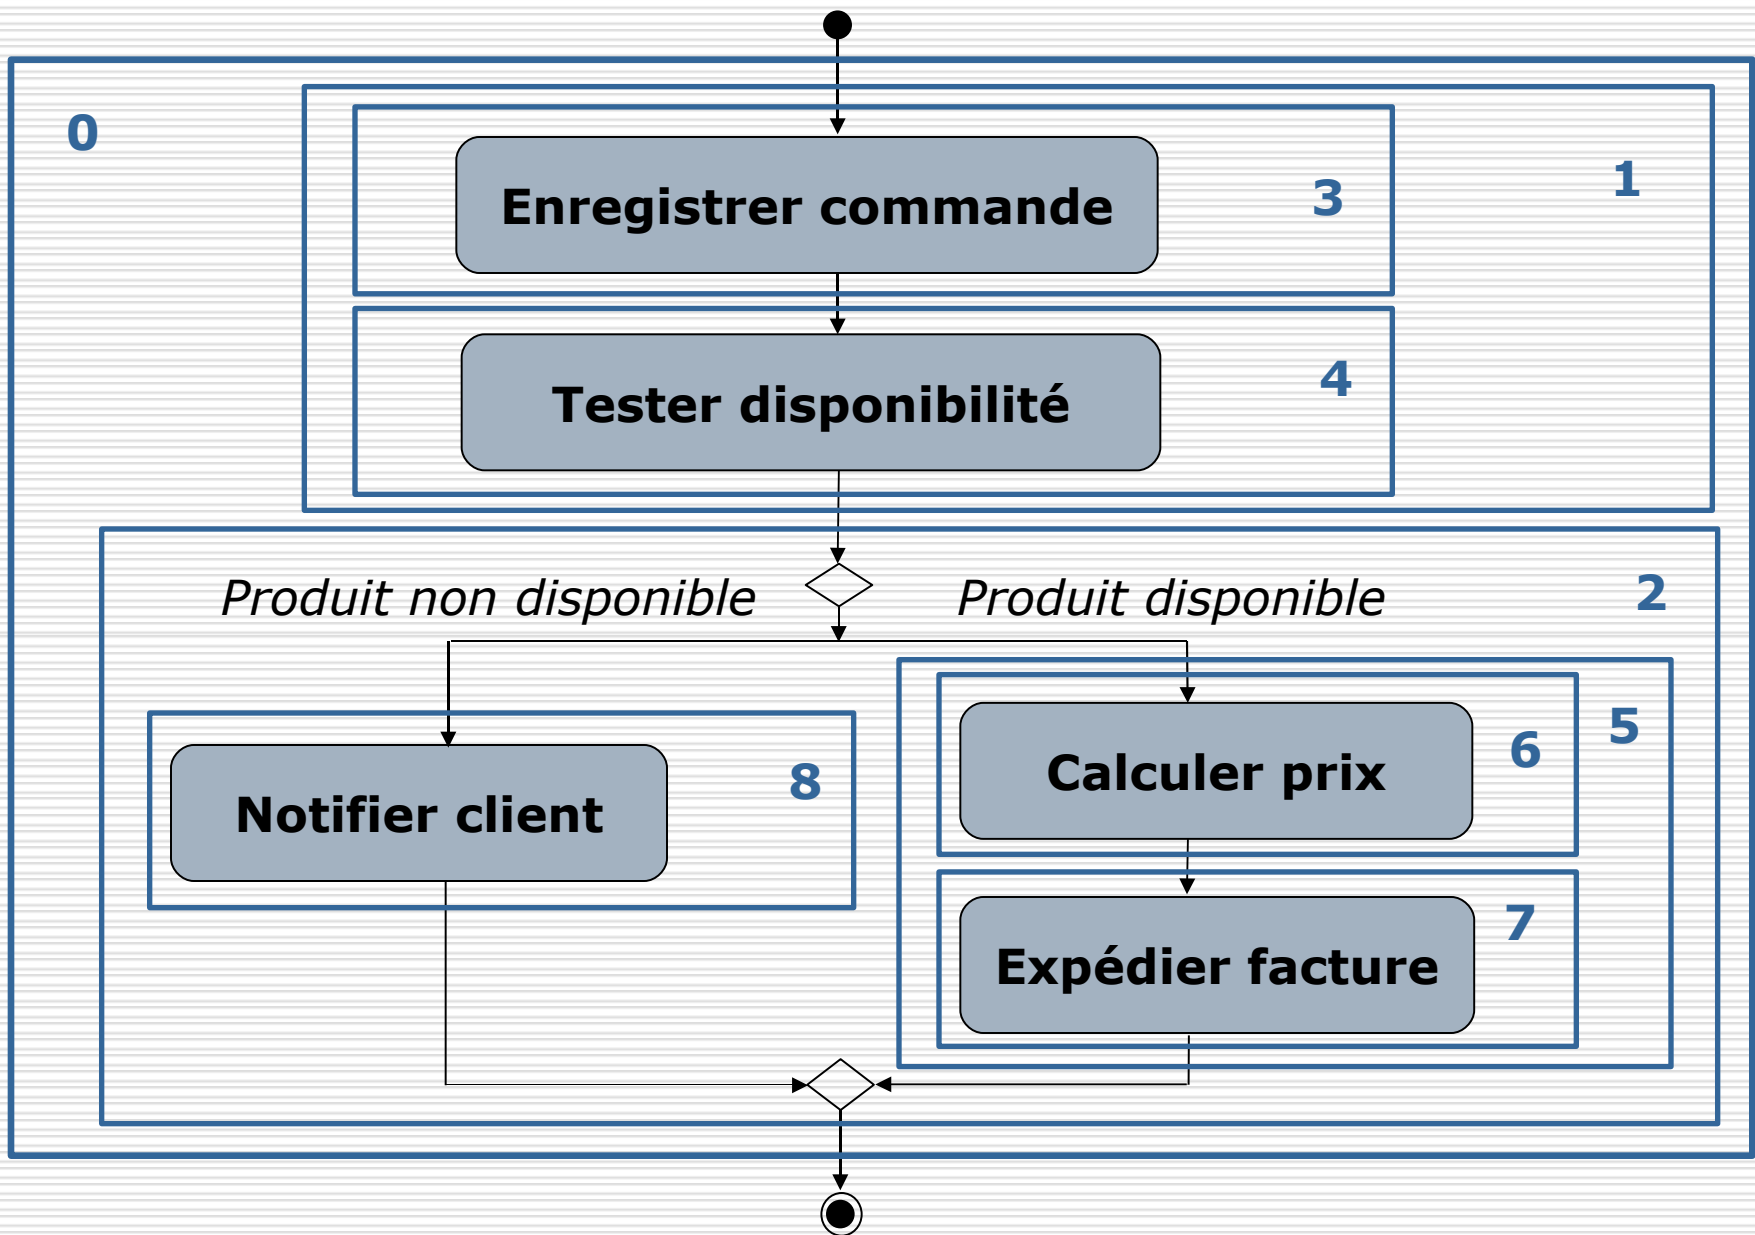 0
1
3
Enregistrer commande
4
Tester disponibilité
2
Produit non disponible
Produit disponible
5
6
Calculer prix
8
Notifier client
7
Expédier facture